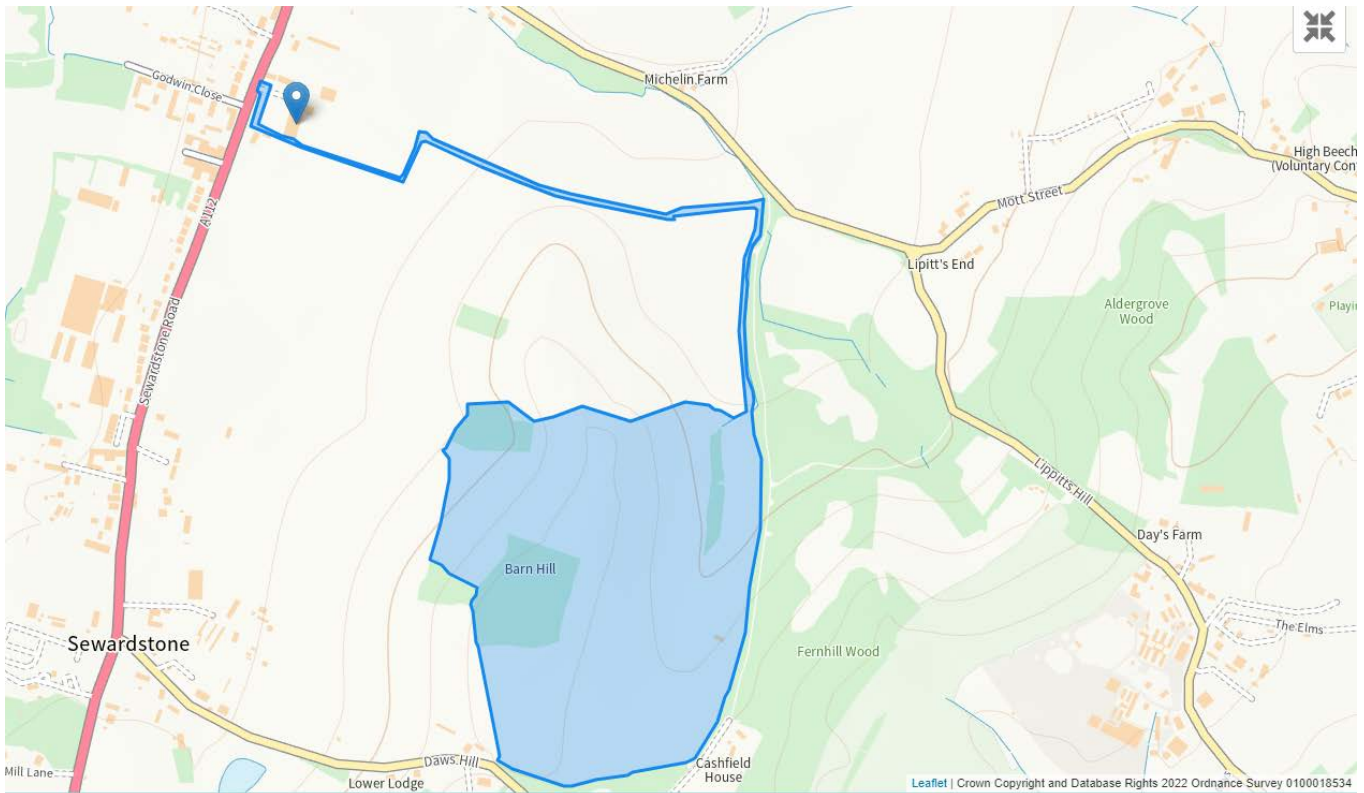 Godwin Close
Michelin Farm
High Beech
(Voluntary Con
Mott Street
A112
Lipitt's End
Aldergrove
Wood
Playi
Sewardstone Road
Lippitts Hill
Day's Farm
Barn Hill
The Elms
Sewardstone
Fernhill Wood
Daws Hill
Cashfield
House
Mill Lane
Lower Lodge
Leaflet | Crown Copyright and Database Rights 2022 Ordnance Survey 0100018534